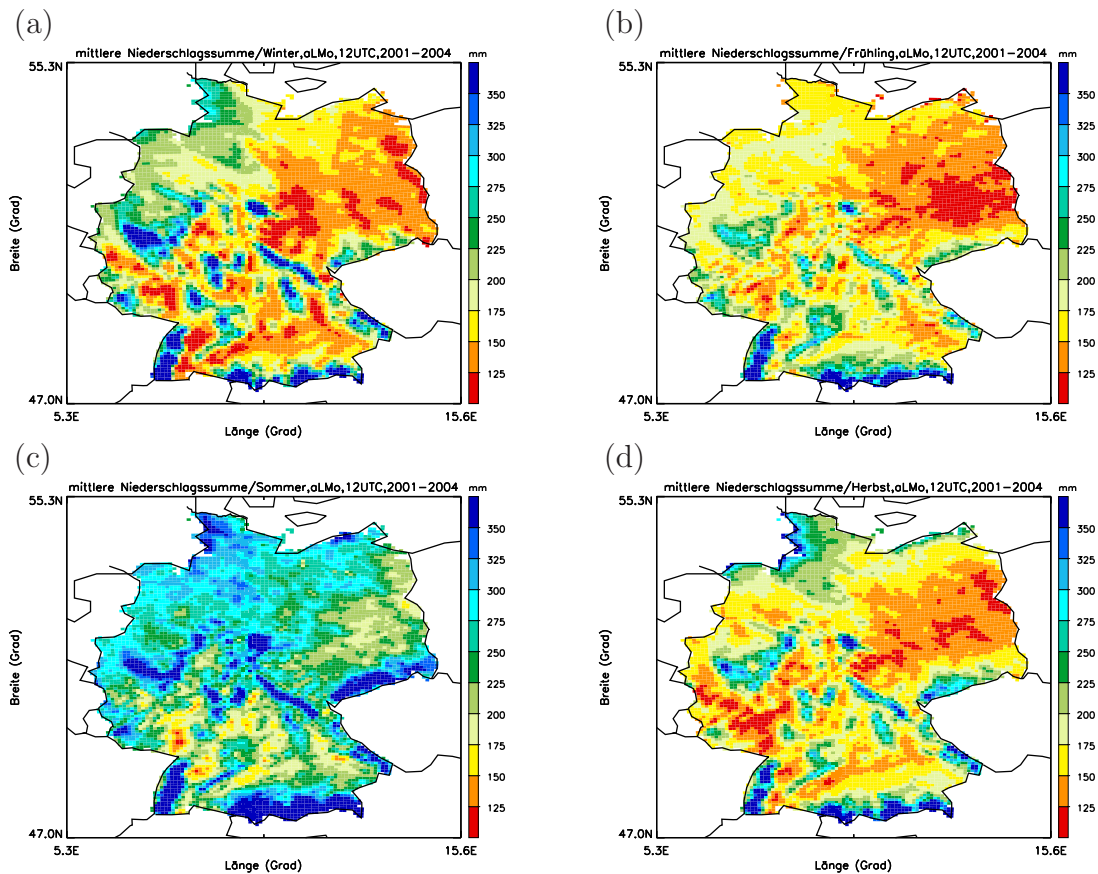 (a)
mittlere Niederschlagssumme/Winter,aLMo,12UTC,2001-2004 mm
55.3N
350
325
300
275
250
225
200
175
150
125
Breite (Grad)
47.0N
5.3E
15.6E
Länge (Grad)
(b)
mittlere Niederschlagssumme/Frühling,aLMo,12UTC,2001-2004 mm
55.3N
350
325
300
275
250
225
200
175
150
125
Breite (Grad)
47.0N
5.3E
15.6E
Länge (Grad)
(c)
mittlere Niederschlagssumme/Sommer,aLMo,12UTC,2001-2004 mm
55.3N
350
325
300
275
250
225
200
175
150
125
Breite (Grad)
47.0N
5.3E
15.6E
Länge (Grad)
(d)
mittlere Niederschlagssumme/Herbst,aLMo,12UTC,2001-2004 mm
55.3N
350
325
300
275
250
225
200
175
150
125
Breite (Grad)
47.0N
5.3E
15.6E
Länge (Grad)